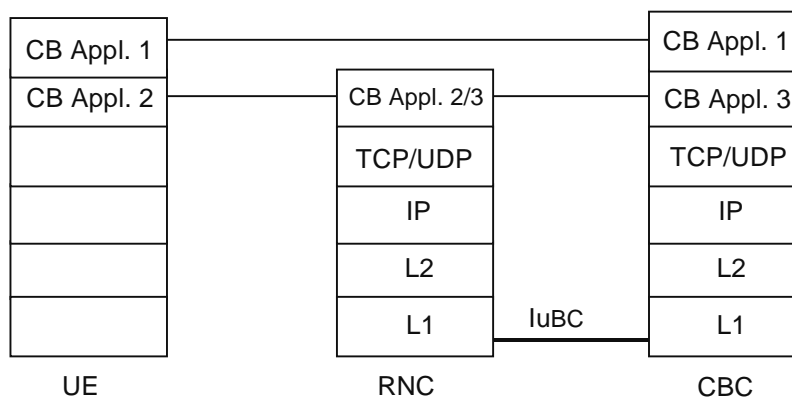 CB Appl. 1
CB Appl. 2
UE
CB Appl. 2/3
TCP/UDP
IP
L2
L1
RNC
IuBC
CB Appl. 1
CB Appl. 3
TCP/UDP
IP
L2
L1
CBC